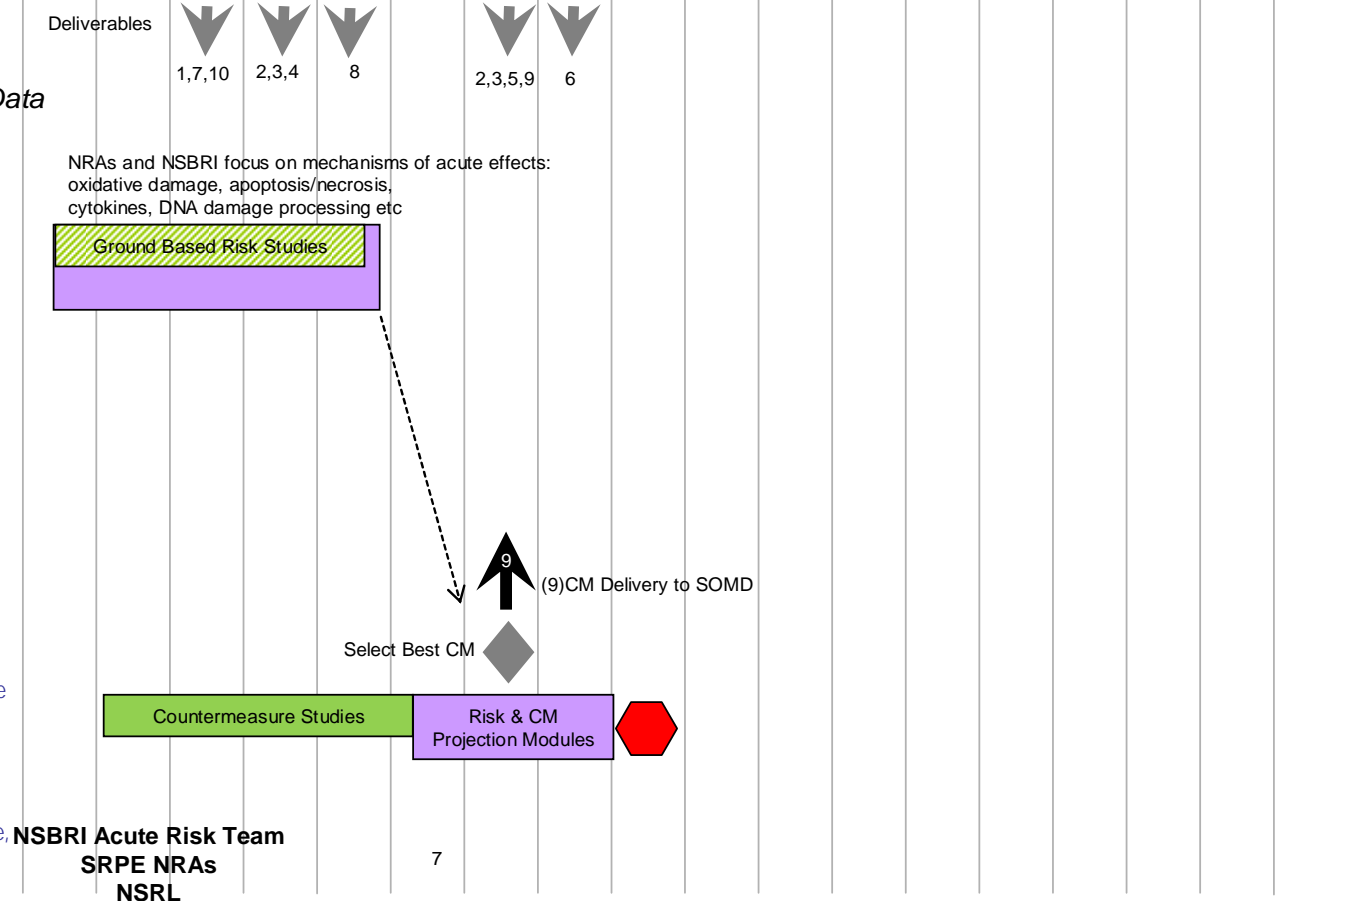 Deliverables
1,7,10
2,3,4
8
2,3,5,9
6
Data
NRAs and NSBRI focus on mechanisms of acute effects:
oxidative damage, apoptosis/necrosis,
cytokines, DNA damage processing etc
Ground Based Risk Studies
9
(9)CM Delivery to SOMD
Select Best CM
e
Countermeasure Studies
Risk & CM
Projection Modules
e,
NSBRI Acute Risk Team
SRPE NRAs
NSRL
7